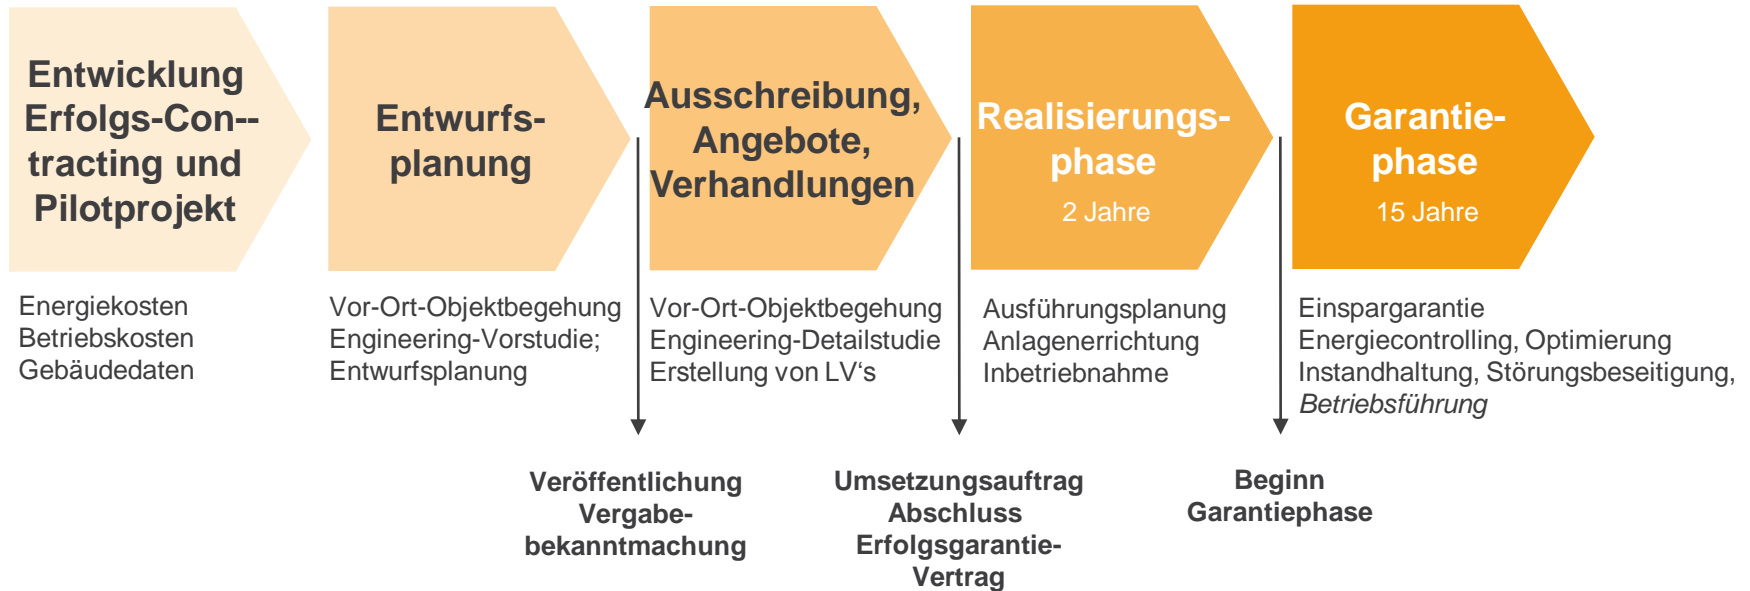 Entwicklung
Erfolgs-Con--
tracting und
Pilotprojekt
Entwurfs-
planung
Ausschreibung,
Angebote,
Verhandlungen
Realisierungs-
phase
2 Jahre
Garantie-
phase
15 Jahre
Energiekosten
Betriebskosten
Gebäudedaten
Vor-Ort-Objektbegehung
Engineering-Vorstudie;
Entwurfsplanung
Vor-Ort-Objektbegehung
Engineering-Detailstudie
Erstellung von LV‘s
Ausführungsplanung
Anlagenerrichtung
Inbetriebnahme
Einspargarantie
Energiecontrolling, Optimierung
Instandhaltung, Störungsbeseitigung,
Betriebsführung
Veröffentlichung
Vergabe-
bekanntmachung
Umsetzungsauftrag
Abschluss
Erfolgsgarantie-
Vertrag
Beginn
Garantiephase